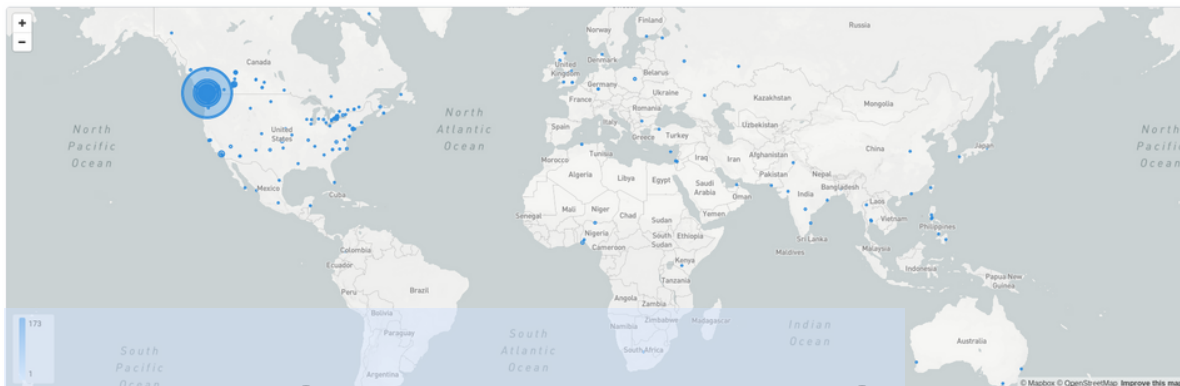 +
−
Finland
Russia
Norway
Canada
United
Kingdom
Denmark
Belarus
Germany
Ukraine
France
Kazakhstan
Mongolia
Romania
North
Atlantic
Ocean
North
Pacific
Ocean
United
States
Spain
Italy
Greece
Turkey
Uzbekistan
China
Japan
North
Pacific
Ocean
Morocco
Tunisia
Iraq
Iran
Afghanistan
Algeria
Libya
Egypt
Pakistan
Nepal
Mexico
Cuba
Saudi
Arabia
Oman
India
Bangladesh
Laos
Mali
Niger
Chad
Sudan
Yemen
Vietnam
Senegal
Philippines
Nigeria
South
Sudan
Ethiopia
Sri Lanka
Cameroon
Maldives
Malaysia
Colombia
Kenya
Ecuador
Indonesia
Papua New
Guinea
Tanzania
Peru
Brazil
Angola
Zambia
Bolivia
Zimbabwe
Madagascar
Namibia
173
1
Paraguay
South
Atlantic
Ocean
Indian
Ocean
Australia
South
Pacific
Ocean
South Africa
Argentina
© Mapbox © OpenStreetMap Improve this map